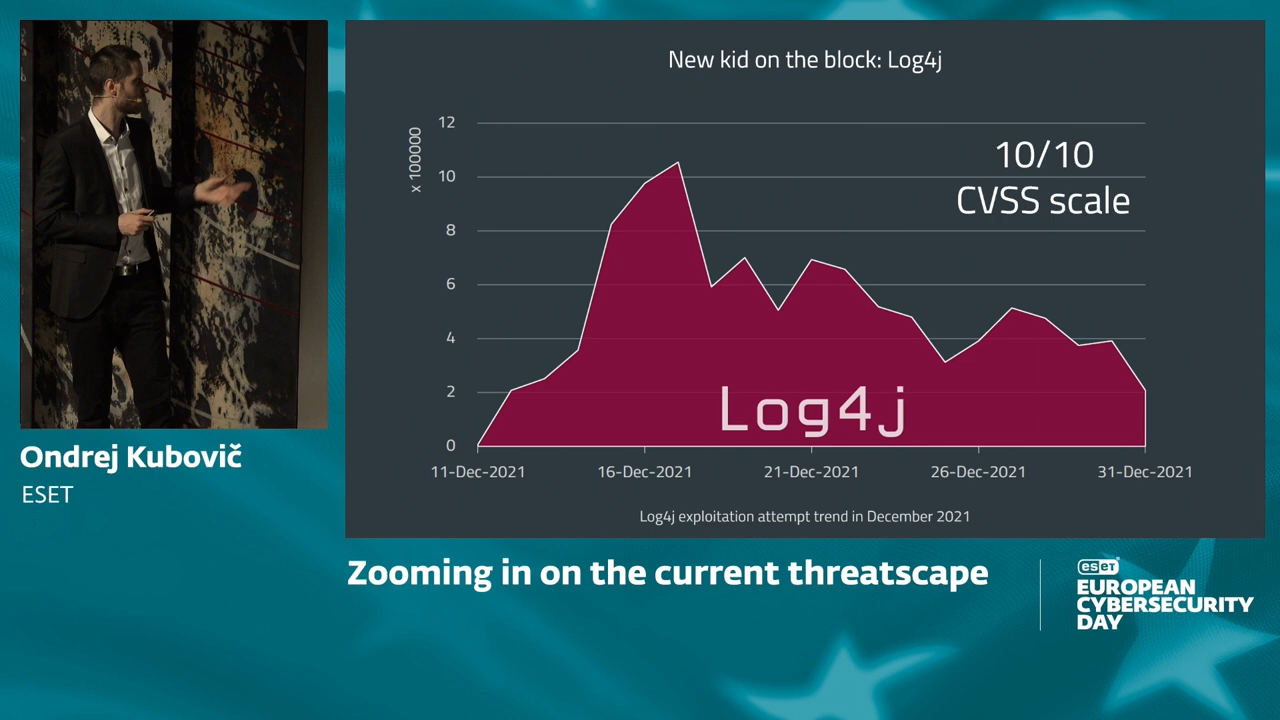 New kid on the block: Log4j
x 100000
12
10
8
6
4
2
0
10/10
CVSS scale
Log4j
11-Dec-2021 16-Dec-2021 21-Dec-2021 26-Dec-2021 31-Dec-2021
Log4j exploitation attempt trend in December 2021
Ondrej Kubovič
ESET
Zooming in on the current threatscape
eset
EUROPEAN
CYBERSECURITY
DAY